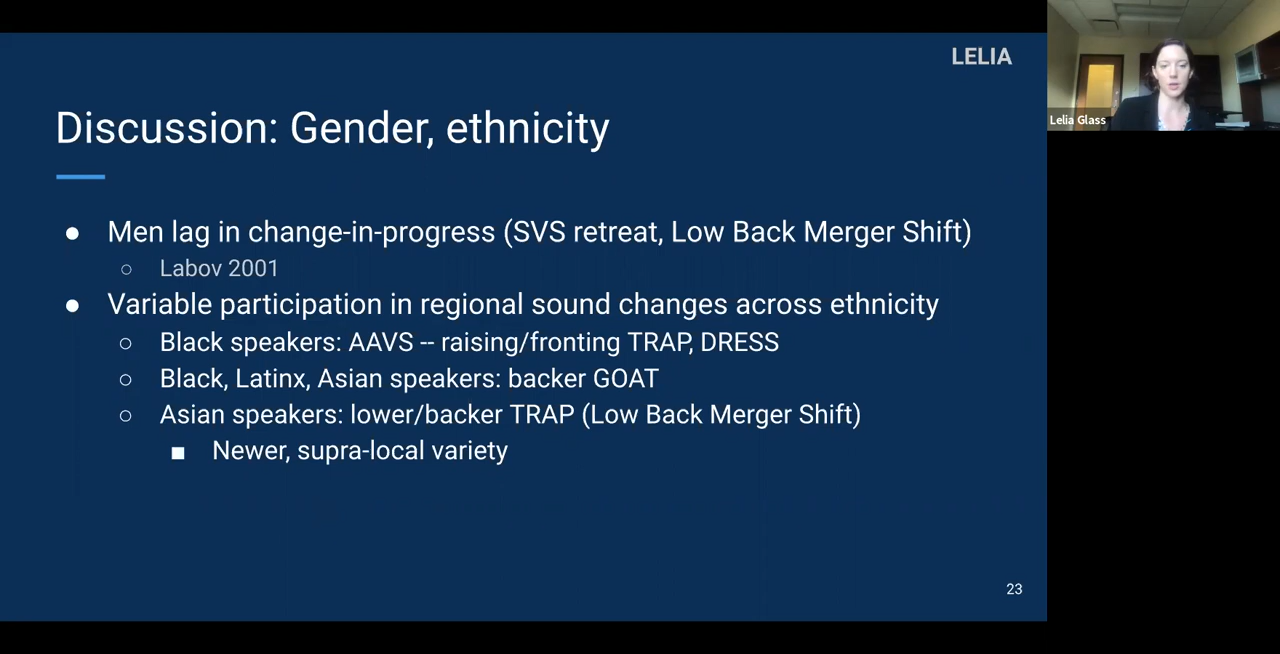 LELIA
Discussion: Gender, ethnicity
● Men lag in change-in-progress (SVS retreat, Low Back Merger Shift)
○ Labov 2001
● Variable participation in regional sound changes across ethnicity
○ Black speakers: AAVS -- raising/fronting TRAP, DRESS
○ Black, Latinx, Asian speakers: backer GOAT
○ Asian speakers: lower/backer TRAP (Low Back Merger Shift)
■ Newer, supra-local variety
23
Lelia Glass